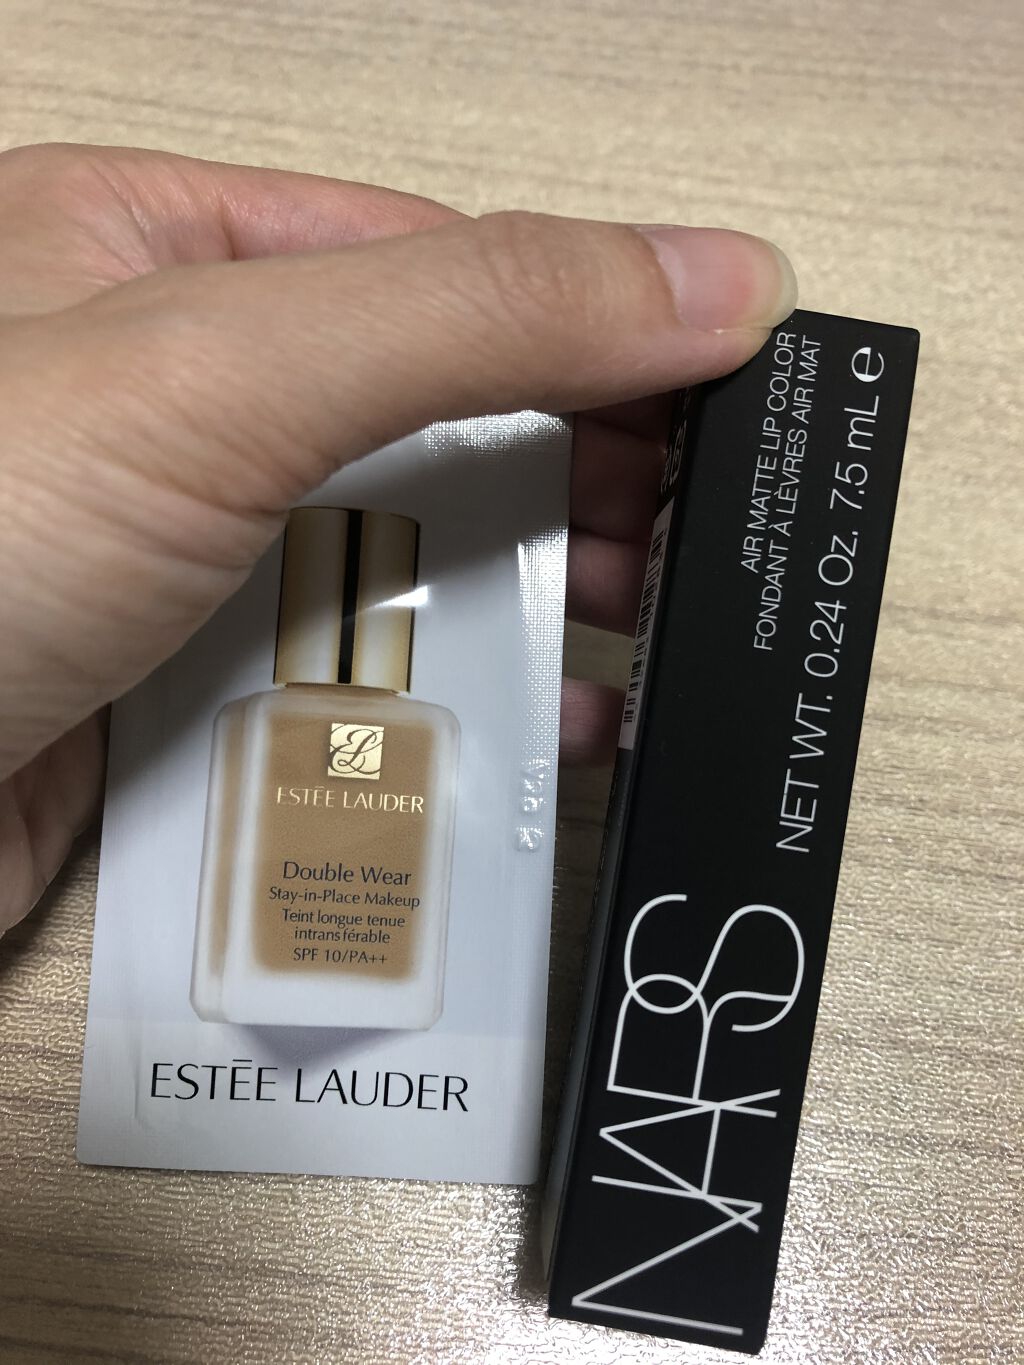 ESTĒE LAUDER
Double Wear
Stay-in-Place Makeup
Teint longue tenue
intransférable
SPF 10/PA++
ESTĒE LAUDER
NARS
AIR MATTE LIP COLOR
FONDANT À LÈVRES AIR MAT
NET WT. 0.24 Oz. 7.5 mL ℮